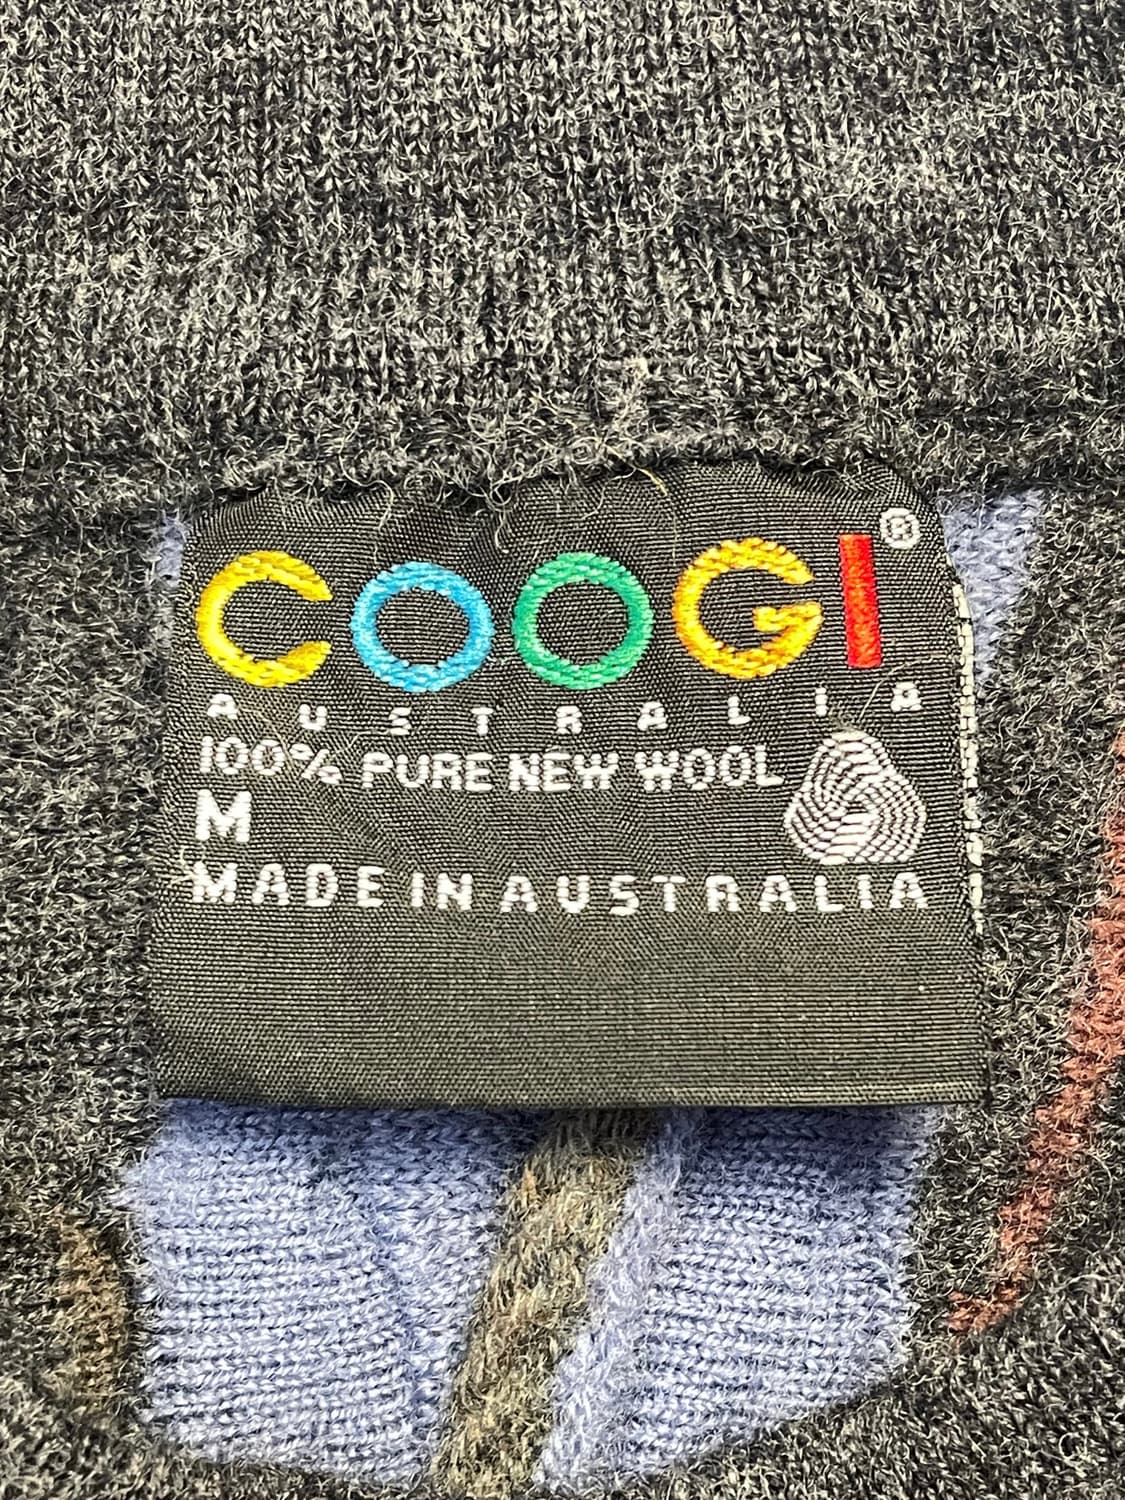 COOGI®
AUSTRALIA
100% PURE NEW WOOL
M
MADE IN AUSTRALIA